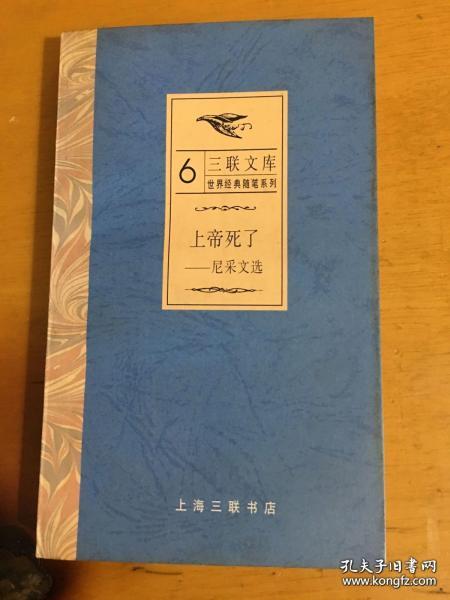 6
三联文库
世界经典随笔系列
上帝死了
——尼采文选
上海三联书店
孔夫子旧书网
www.kongfz.com